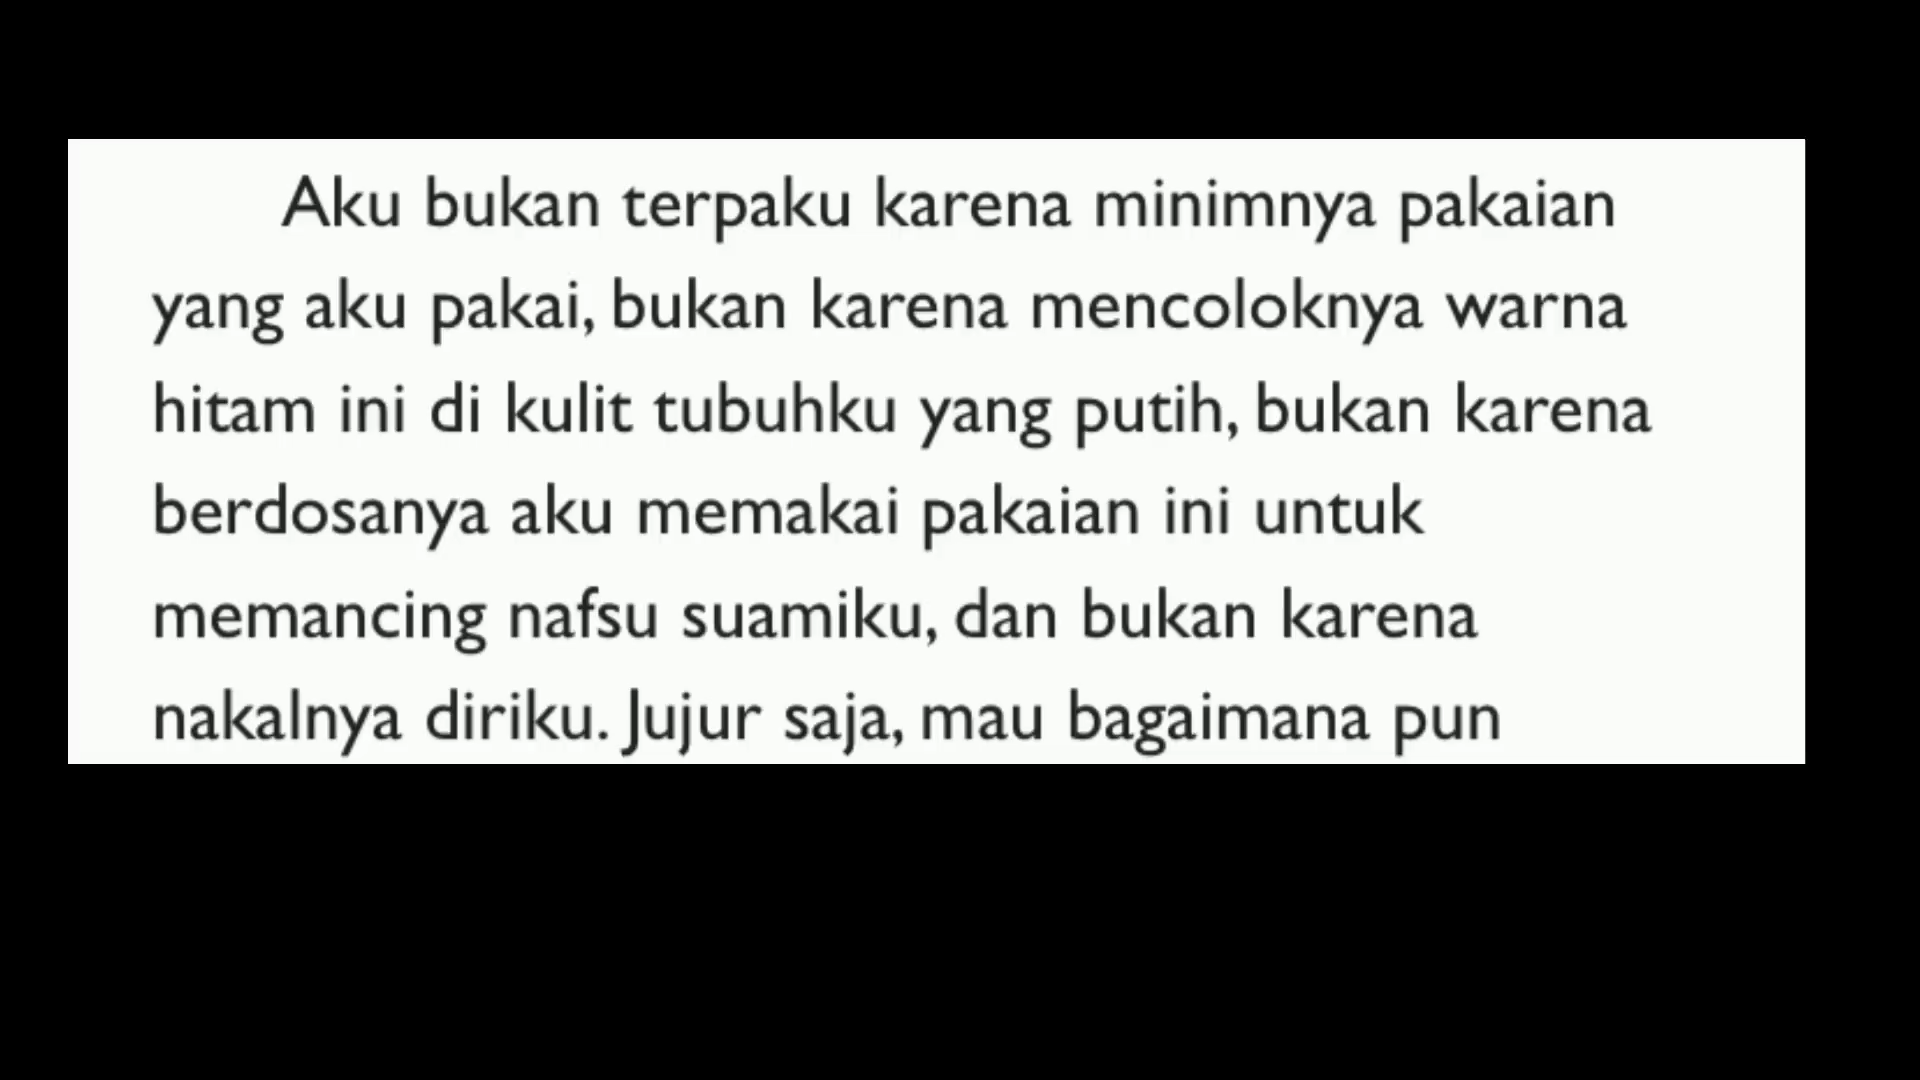 Aku bukan terpaku karena minimnya pakaian
yang aku pakai, bukan karena mencoloknya warna
hitam ini di kulit tubuhku yang putih, bukan karena
berdosanya aku memakai pakaian ini untuk
memancing nafsu suamiku, dan bukan karena
nakalnya diriku. Jujur saja, mau bagaimana pun